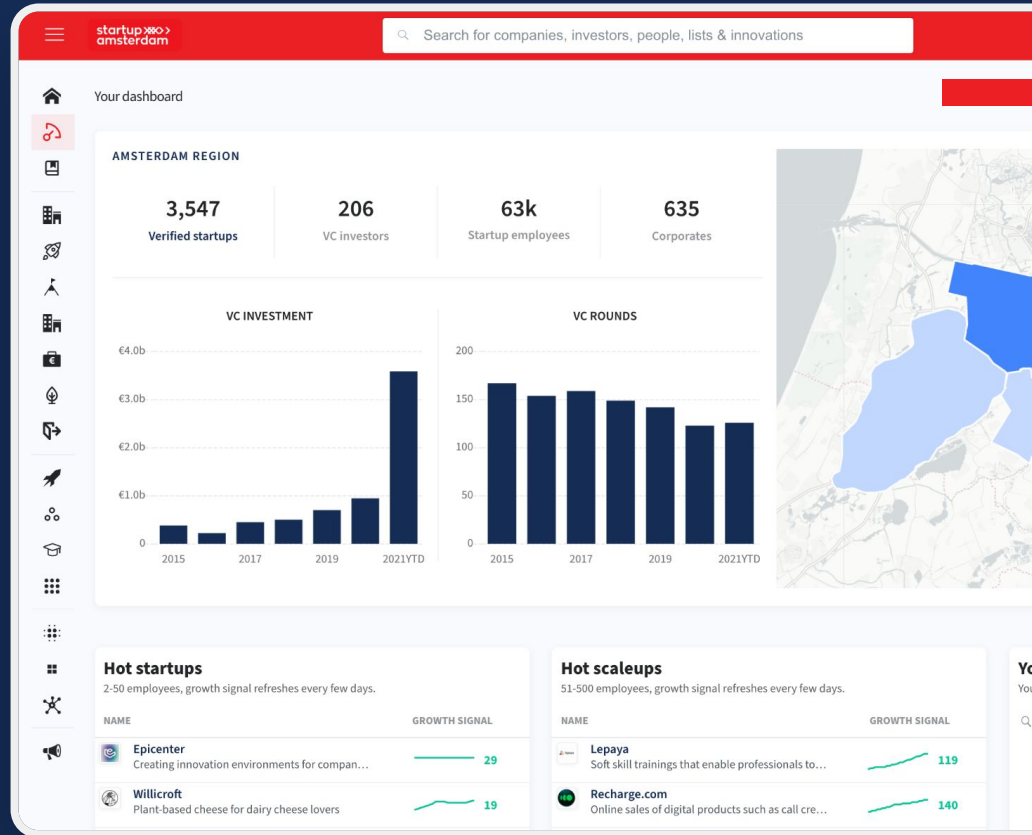 startup
amsterdam
Search for companies, investors, people, lists & innovations
Your dashboard
AMSTERDAM REGION
3,547
Verified startups
206
VC investors
63k
Startup employees
635
Corporates
VC INVESTMENT
€4.0b
€3.0b
€2.0b
€1.0b
0
2015
2017
2019
2021YTD
VC ROUNDS
200
150
100
50
0
2015
2017
2019
2021YTD
Hot startups
2-50 employees, growth signal refreshes every few days.
NAME
GROWTH SIGNAL
Epicenter
Creating innovation environments for compan...
29
Willicroft
Plant-based cheese for dairy cheese lovers
19
Hot scaleups
51-500 employees, growth signal refreshes every few days.
NAME
GROWTH SIGNAL
Lepaya
Soft skill trainings that enable professionals to...
119
Recharge.com
Online sales of digital products such as call cre...
140